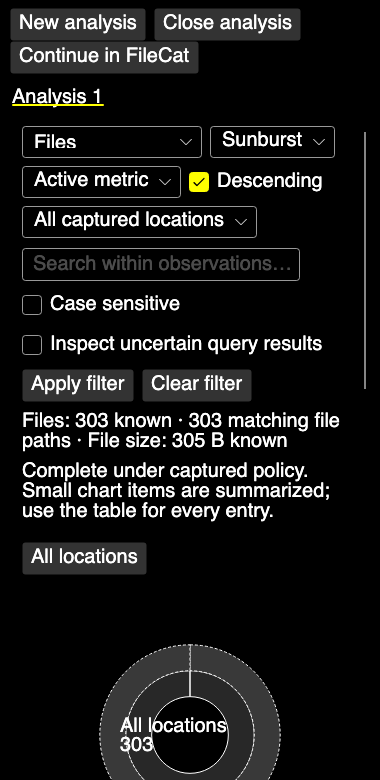 New analysis Close analysis
Continue in FileCat
Analysis 1
Files Sunburst
Active metric Descending
All captured locations
Search within observations...
Case sensitive
Inspect uncertain query results
Apply filter Clear filter
Files: 303 known · 303 matching file
paths · File size: 305 B known
Complete under captured policy.
Small chart items are summarized;
use the table for every entry.
All locations
All locations
303